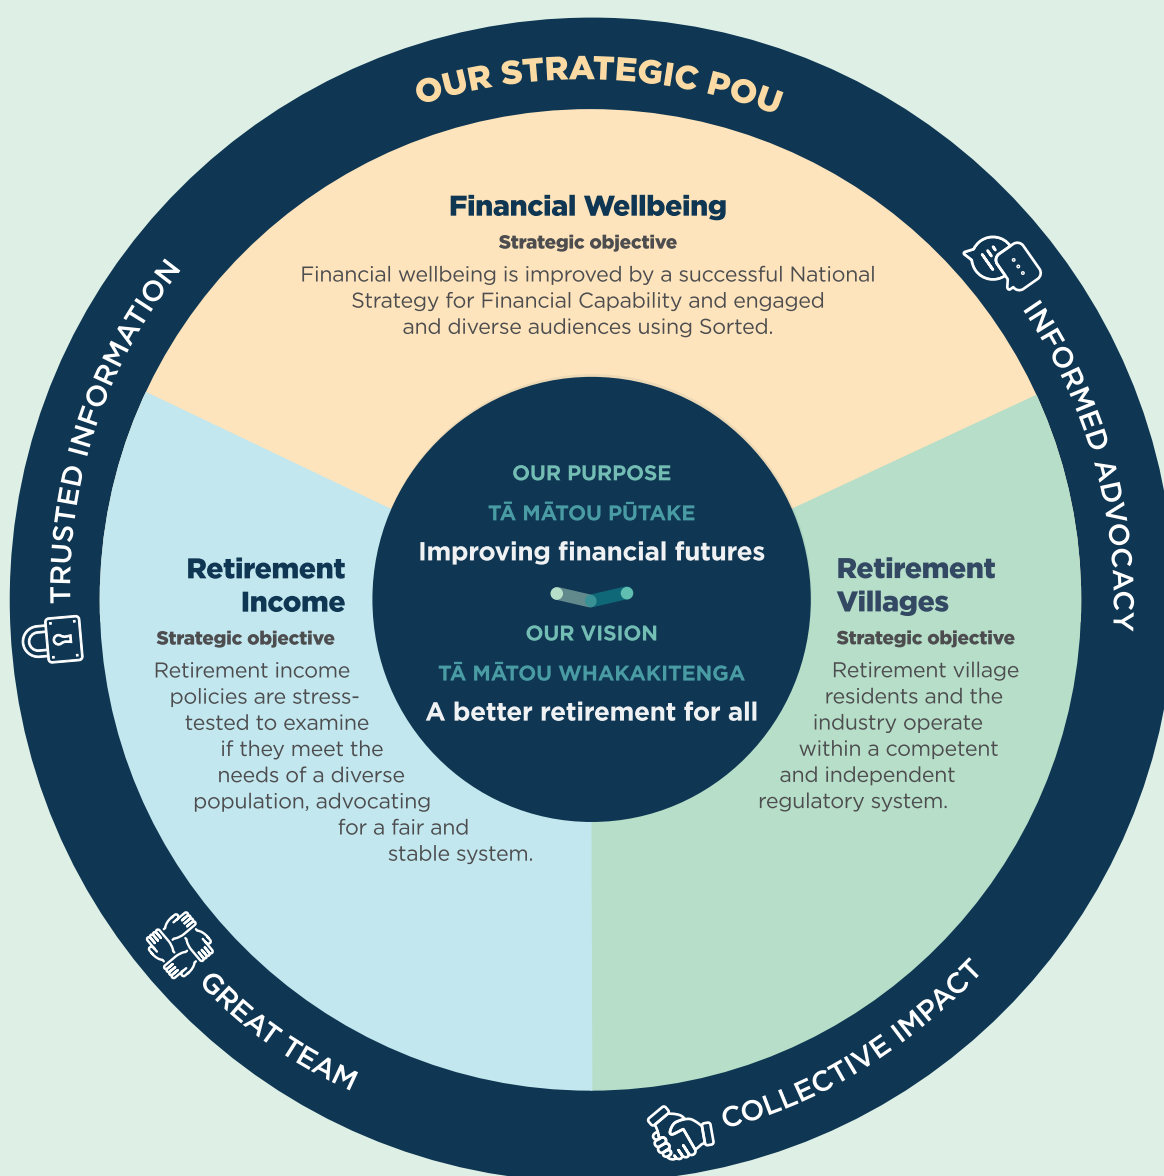 OUR STRATEGIC POU
Financial Wellbeing
Strategic objective
Financial wellbeing is improved by a successful National
Strategy for Financial Capability and engaged
and diverse audiences using Sorted.
TRUSTED INFORMATION
INFORMED ADVOCACY
OUR PURPOSE
TĀ MĀTOU PŪTAKE
Improving financial futures
OUR VISION
TĀ MĀTOU WHAKAKITENGA
A better retirement for all
Retirement
Income
Strategic objective
Retirement income
policies are stress-
tested to examine
if they meet the
needs of a diverse
population, advocating
for a fair and
stable system.
Retirement
Villages
Strategic objective
Retirement village
residents and the
industry operate
within a competent
and independent
regulatory system.
GREAT TEAM
COLLECTIVE IMPACT